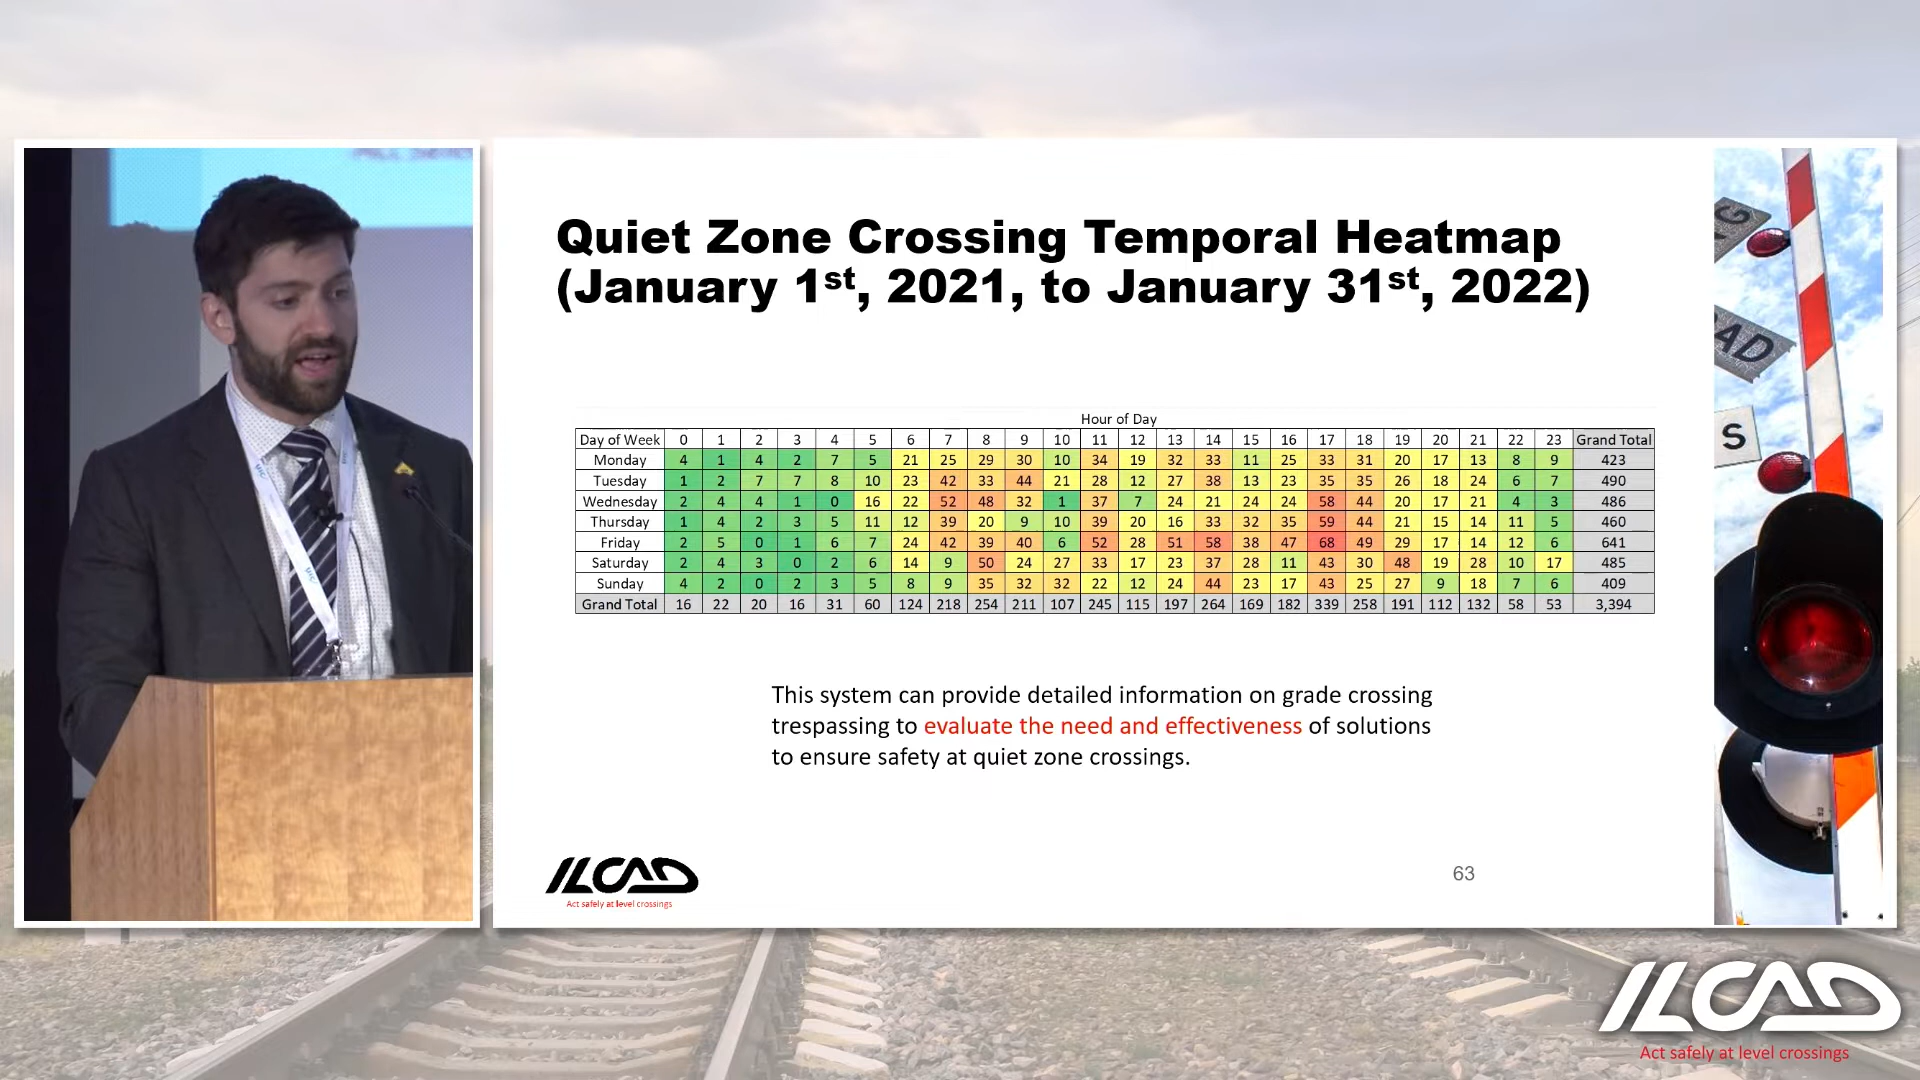 Quiet Zone Crossing Temporal Heatmap
(January 1st, 2021, to January 31st, 2022)
Hour of Day
Day of Week 0 1 2 3 4 5 6 7 8 9 10 11 12 13 14 15 16 17 18 19 20 21 22 23 Grand Total
Monday 4 1 4 2 7 5 21 25 29 30 10 34 19 32 33 11 25 33 31 20 17 13 8 9 423
Tuesday 1 2 7 7 8 10 23 42 33 44 21 28 12 27 38 13 23 35 35 26 18 24 6 7 490
Wednesday 2 4 4 1 0 16 22 52 48 32 1 37 7 24 21 24 24 58 44 20 17 21 4 3 486
Thursday 1 4 2 3 5 11 12 39 20 9 10 39 20 16 33 32 35 59 44 21 15 14 11 5 460
Friday 2 5 0 1 6 7 24 42 39 40 6 52 28 51 58 38 47 68 49 29 17 14 12 6 641
Saturday 2 4 3 0 2 6 14 9 50 24 27 33 17 23 37 28 11 43 30 48 19 28 10 17 485
Sunday 4 2 0 2 3 5 8 9 35 32 32 22 12 24 44 23 17 43 25 27 9 18 7 6 409
Grand Total 16 22 20 16 31 60 124 218 254 211 107 245 115 197 264 169 182 339 258 191 112 132 58 53 3,394
This system can provide detailed information on grade crossing
trespassing to evaluate the need and effectiveness of solutions
to ensure safety at quiet zone crossings.
ILCAD
Act safely at level crossings
63
G
AD
S
ILCAD
Act safely at level crossings